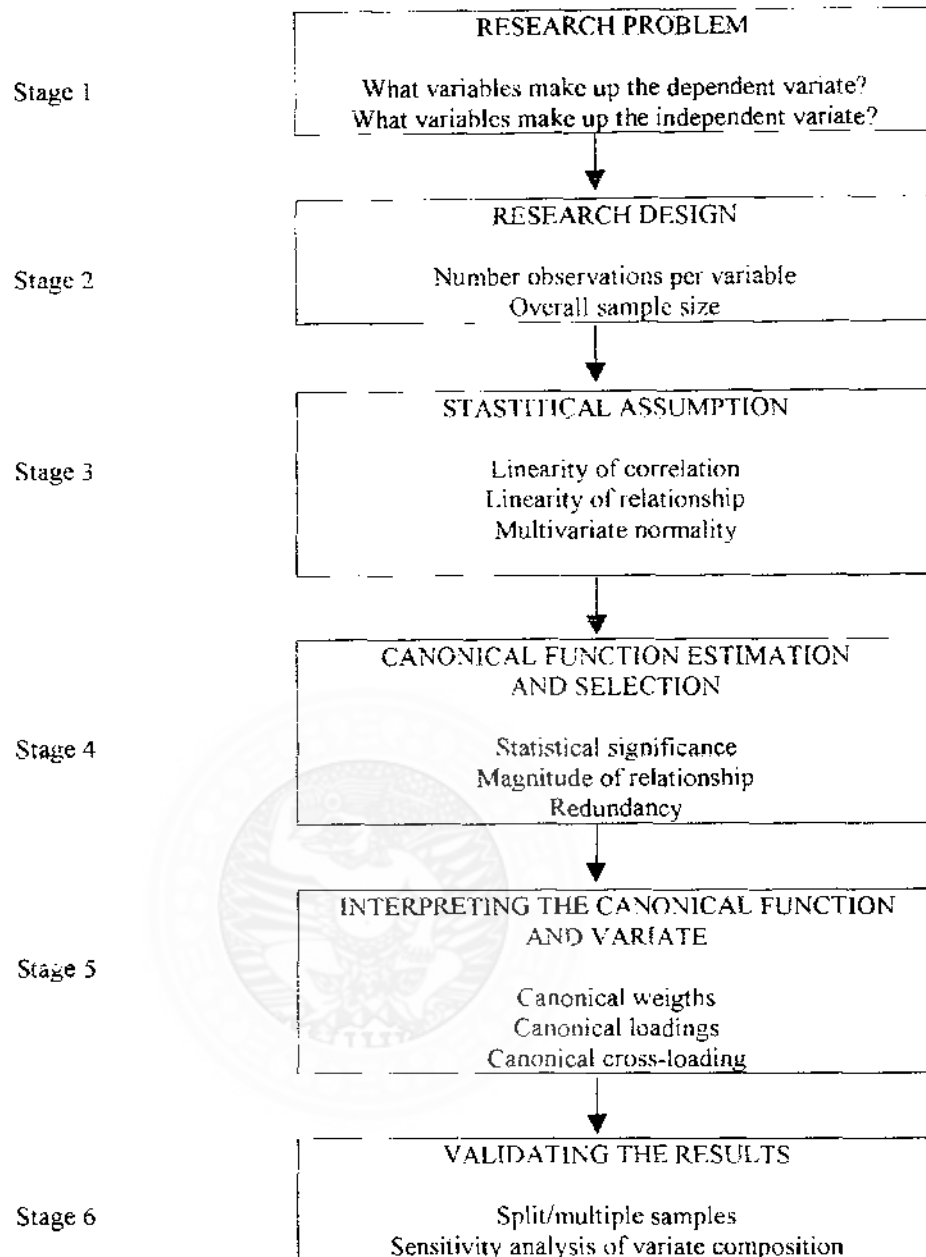 RESEARCH PROBLEM
Stage 1
What variables make up the dependent variate?
What variables make up the independent variate?
RESEARCH DESIGN
Stage 2
Number observations per variable
Overall sample size
STASTITICAL ASSUMPTION
Stage 3
Linearity of correlation
Linearity of relationship
Multivariate normality
CANONICAL FUNCTION ESTIMATION
AND SELECTION
Stage 4
Statistical significance
Magnitude of relationship
Redundancy
INTERPRETING THE CANONICAL FUNCTION
AND VARIATE
Stage 5
Canonical weigths
Canonical loadings
Canonical cross-loading
VALIDATING THE RESULTS
Stage 6
Split/multiple samples
Sensitivity analysis of variate composition